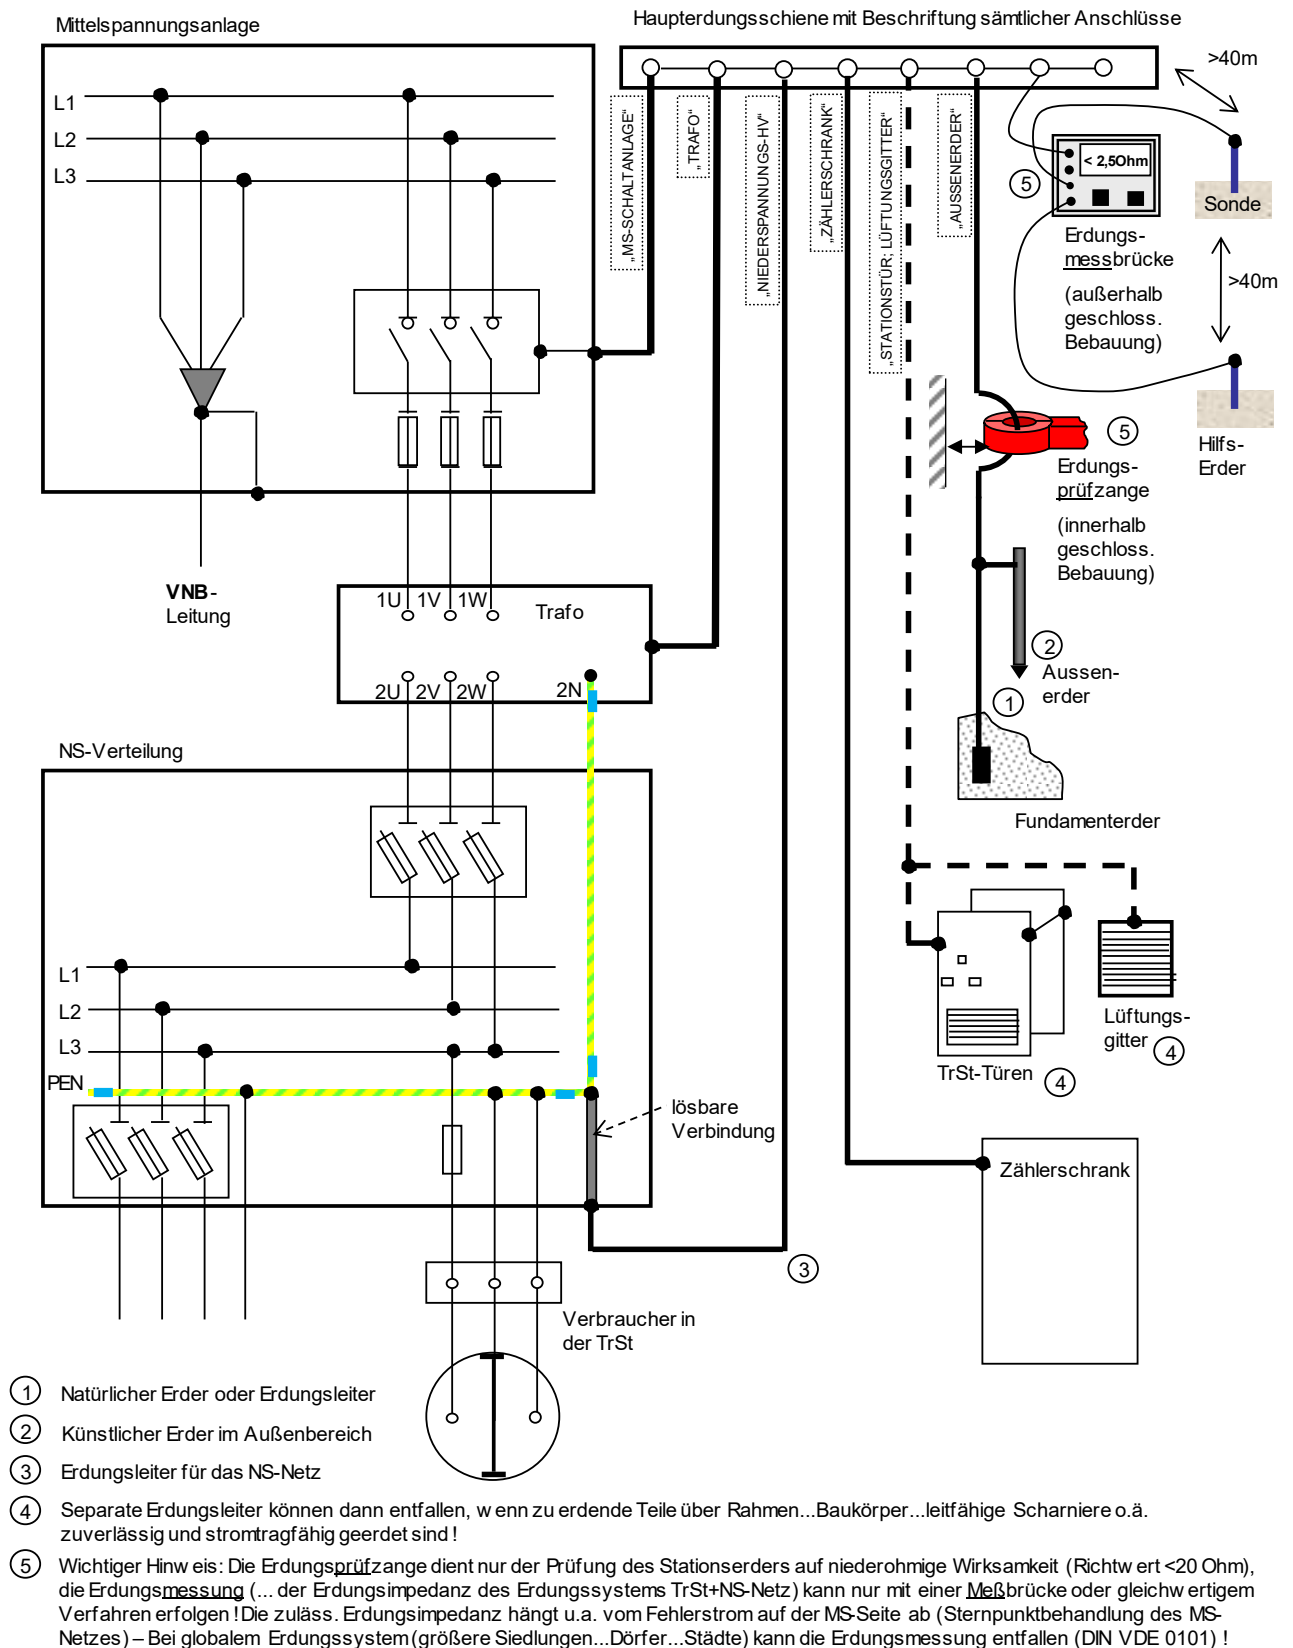 Mittelspannungsanlage
Haupterdungsschiene mit Beschriftung sämtlicher Anschlüsse
>40m
L1
L2
L3
„MS-SCHALTANLAGE“
„TRAFO“
„NIEDERSPANNUNGS-HV“
„ZÄHLERSCHRANK“
„STATIONSTÜR; LÜFTUNGSGITTER“
„AUSSENERDER“
< 2,5Ohm
5
Sonde
Erdungs-
messbrücke
(außerhalb
geschloss.
Bebauung)
>40m
Hilfs-
Erder
5
Erdungs-
prüfzange
(innerhalb
geschloss.
Bebauung)
VNB-
Leitung
1U 1V 1W
Trafo
2U 2V 2W 2N
2
Aussen-
erder
1
Fundamenterder
NS-Verteilung
L1
L2
L3
PEN
lösbare
Verbindung
TrSt-Türen 4
Lüftungs-
gitter 4
Zählerschrank
3
Verbraucher in
der TrSt
1 Natürlicher Erder oder Erdungsleiter
2 Künstlicher Erder im Außenbereich
3 Erdungsleiter für das NS-Netz
4 Separate Erdungsleiter können dann entfallen, wenn zu erdende Teile über Rahmen...Baukörper...leitfähige Scharniere o.ä.
zuverlässig und stromtragfähig geerdet sind !
5 Wichtiger Hinweis: Die Erdungsprüfzange dient nur der Prüfung des Stationserders auf niederohmige Wirksamkeit (Richtwert <20 Ohm),
die Erdungsmessung (... der Erdungsimpedanz des Erdungssystems TrSt+NS-Netz) kann nur mit einer Meßbrücke oder gleichwertigem
Verfahren erfolgen ! Die zuläss. Erdungsimpedanz hängt u.a. vom Fehlerstrom auf der MS-Seite ab (Sternpunktbehandlung des MS-
Netzes) – Bei globalem Erdungssystem (größere Siedlungen...Dörfer...Städte) kann die Erdungsmessung entfallen (DIN VDE 0101) !